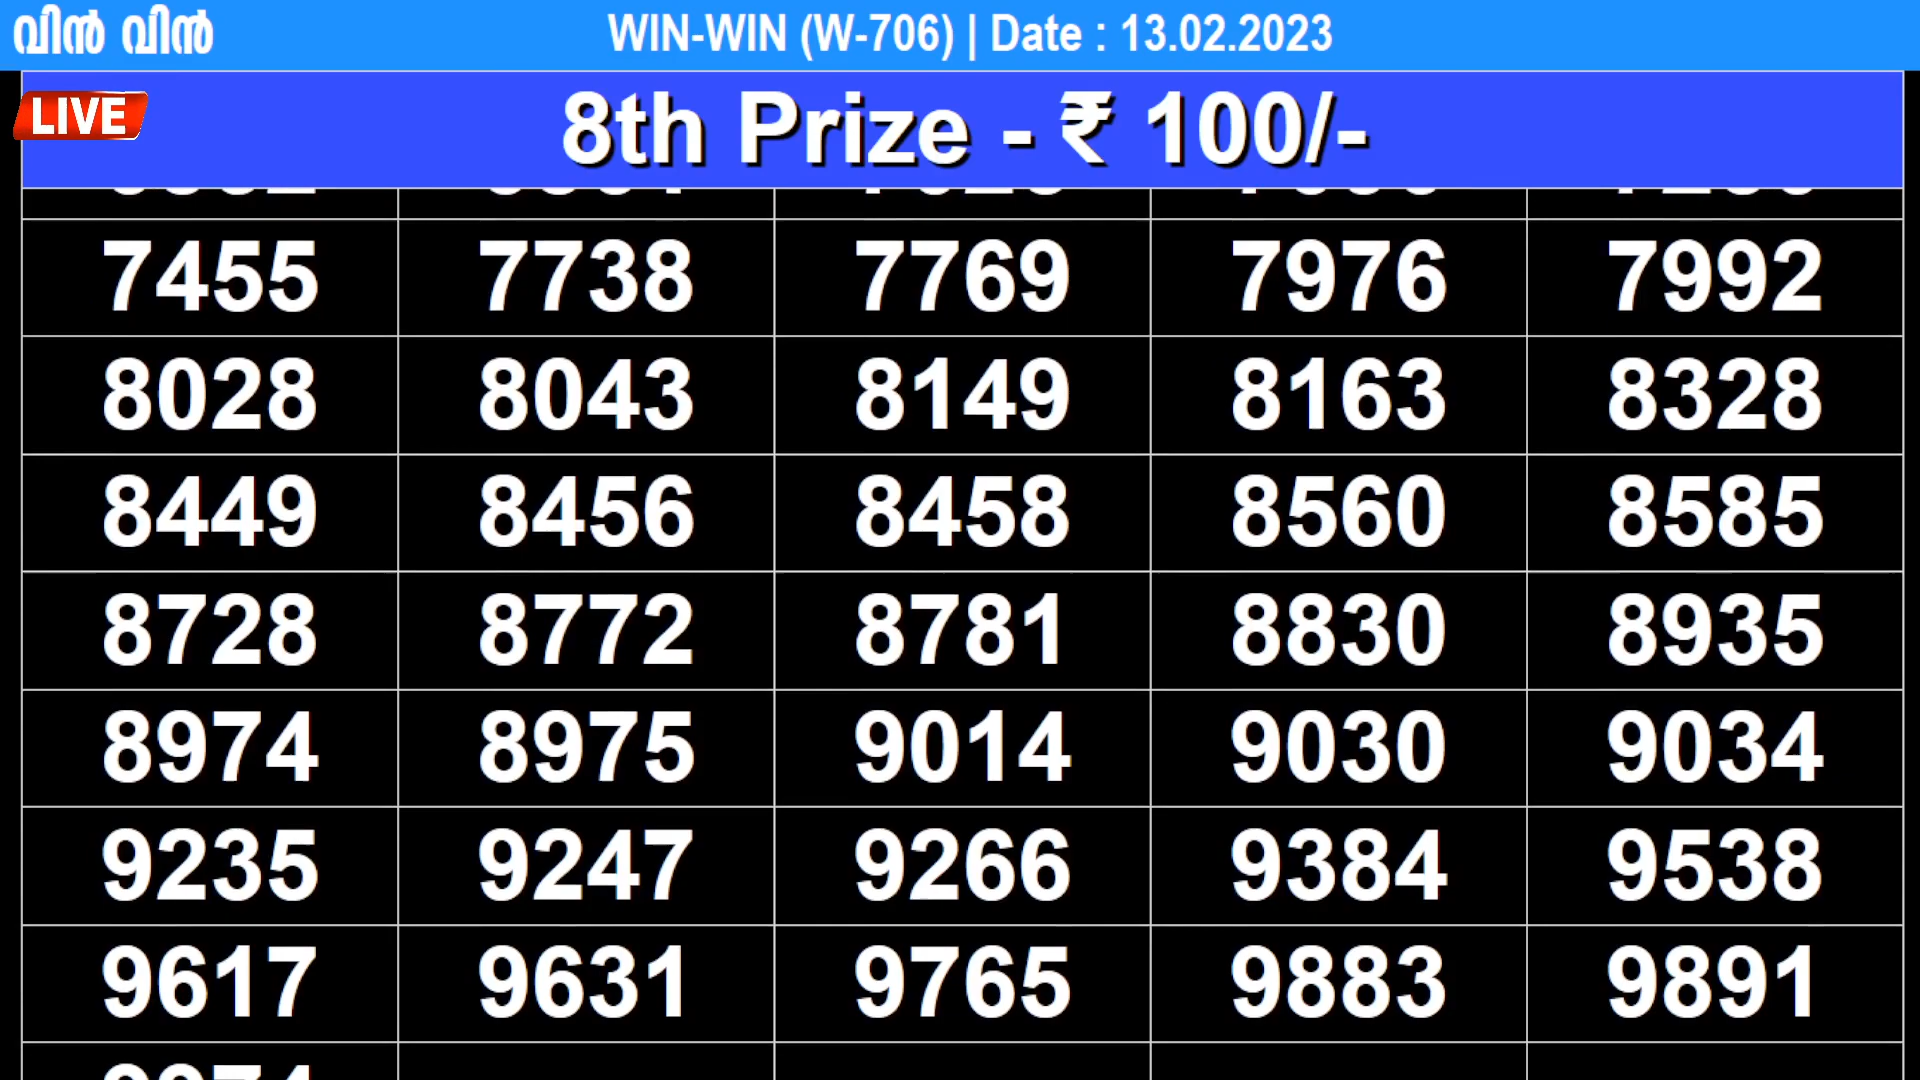 വിൻ വിൻ
WIN-WIN (W-706) | Date : 13.02.2023
LIVE
8th Prize - ₹ 100/-
7455 7738 7769 7976 7992
8028 8043 8149 8163 8328
8449 8456 8458 8560 8585
8728 8772 8781 8830 8935
8974 8975 9014 9030 9034
9235 9247 9266 9384 9538
9617 9631 9765 9883 9891